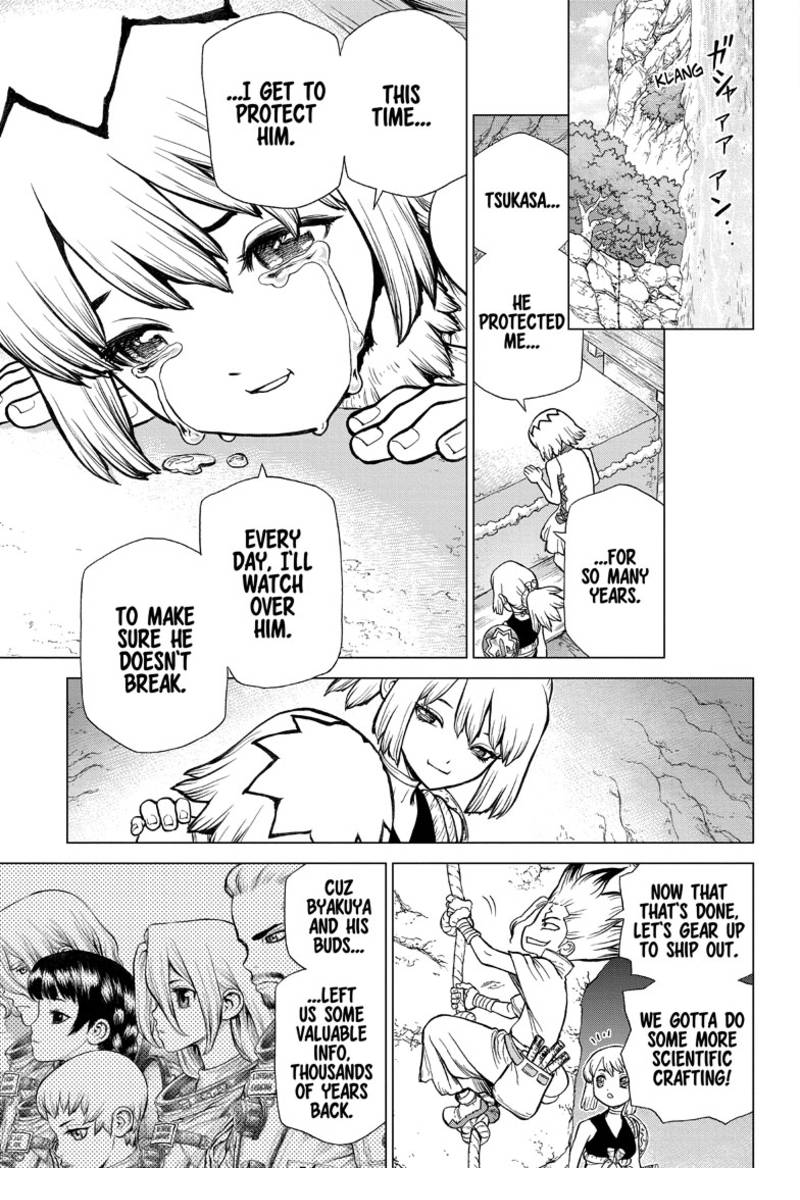 ガシャァァァン‥
KLANG
TSUKASA...
HE
PROTECTED
ME...
...FOR
SO MANY
YEARS.
THIS
TIME...
...I GET TO
PROTECT
HIM.
EVERY
DAY, I'LL
WATCH
OVER
HIM.
TO MAKE
SURE HE
DOESN'T
BREAK.
NOW THAT
THAT'S DONE,
LET'S GEAR UP
TO SHIP OUT.
WE GOTTA DO
SOME MORE
SCIENTIFIC
CRAFTING!
CUZ
BYAKUYA
AND HIS
BUDS...
...LEFT
US SOME
VALUABLE
INFO,
THOUSANDS
OF YEARS
BACK.